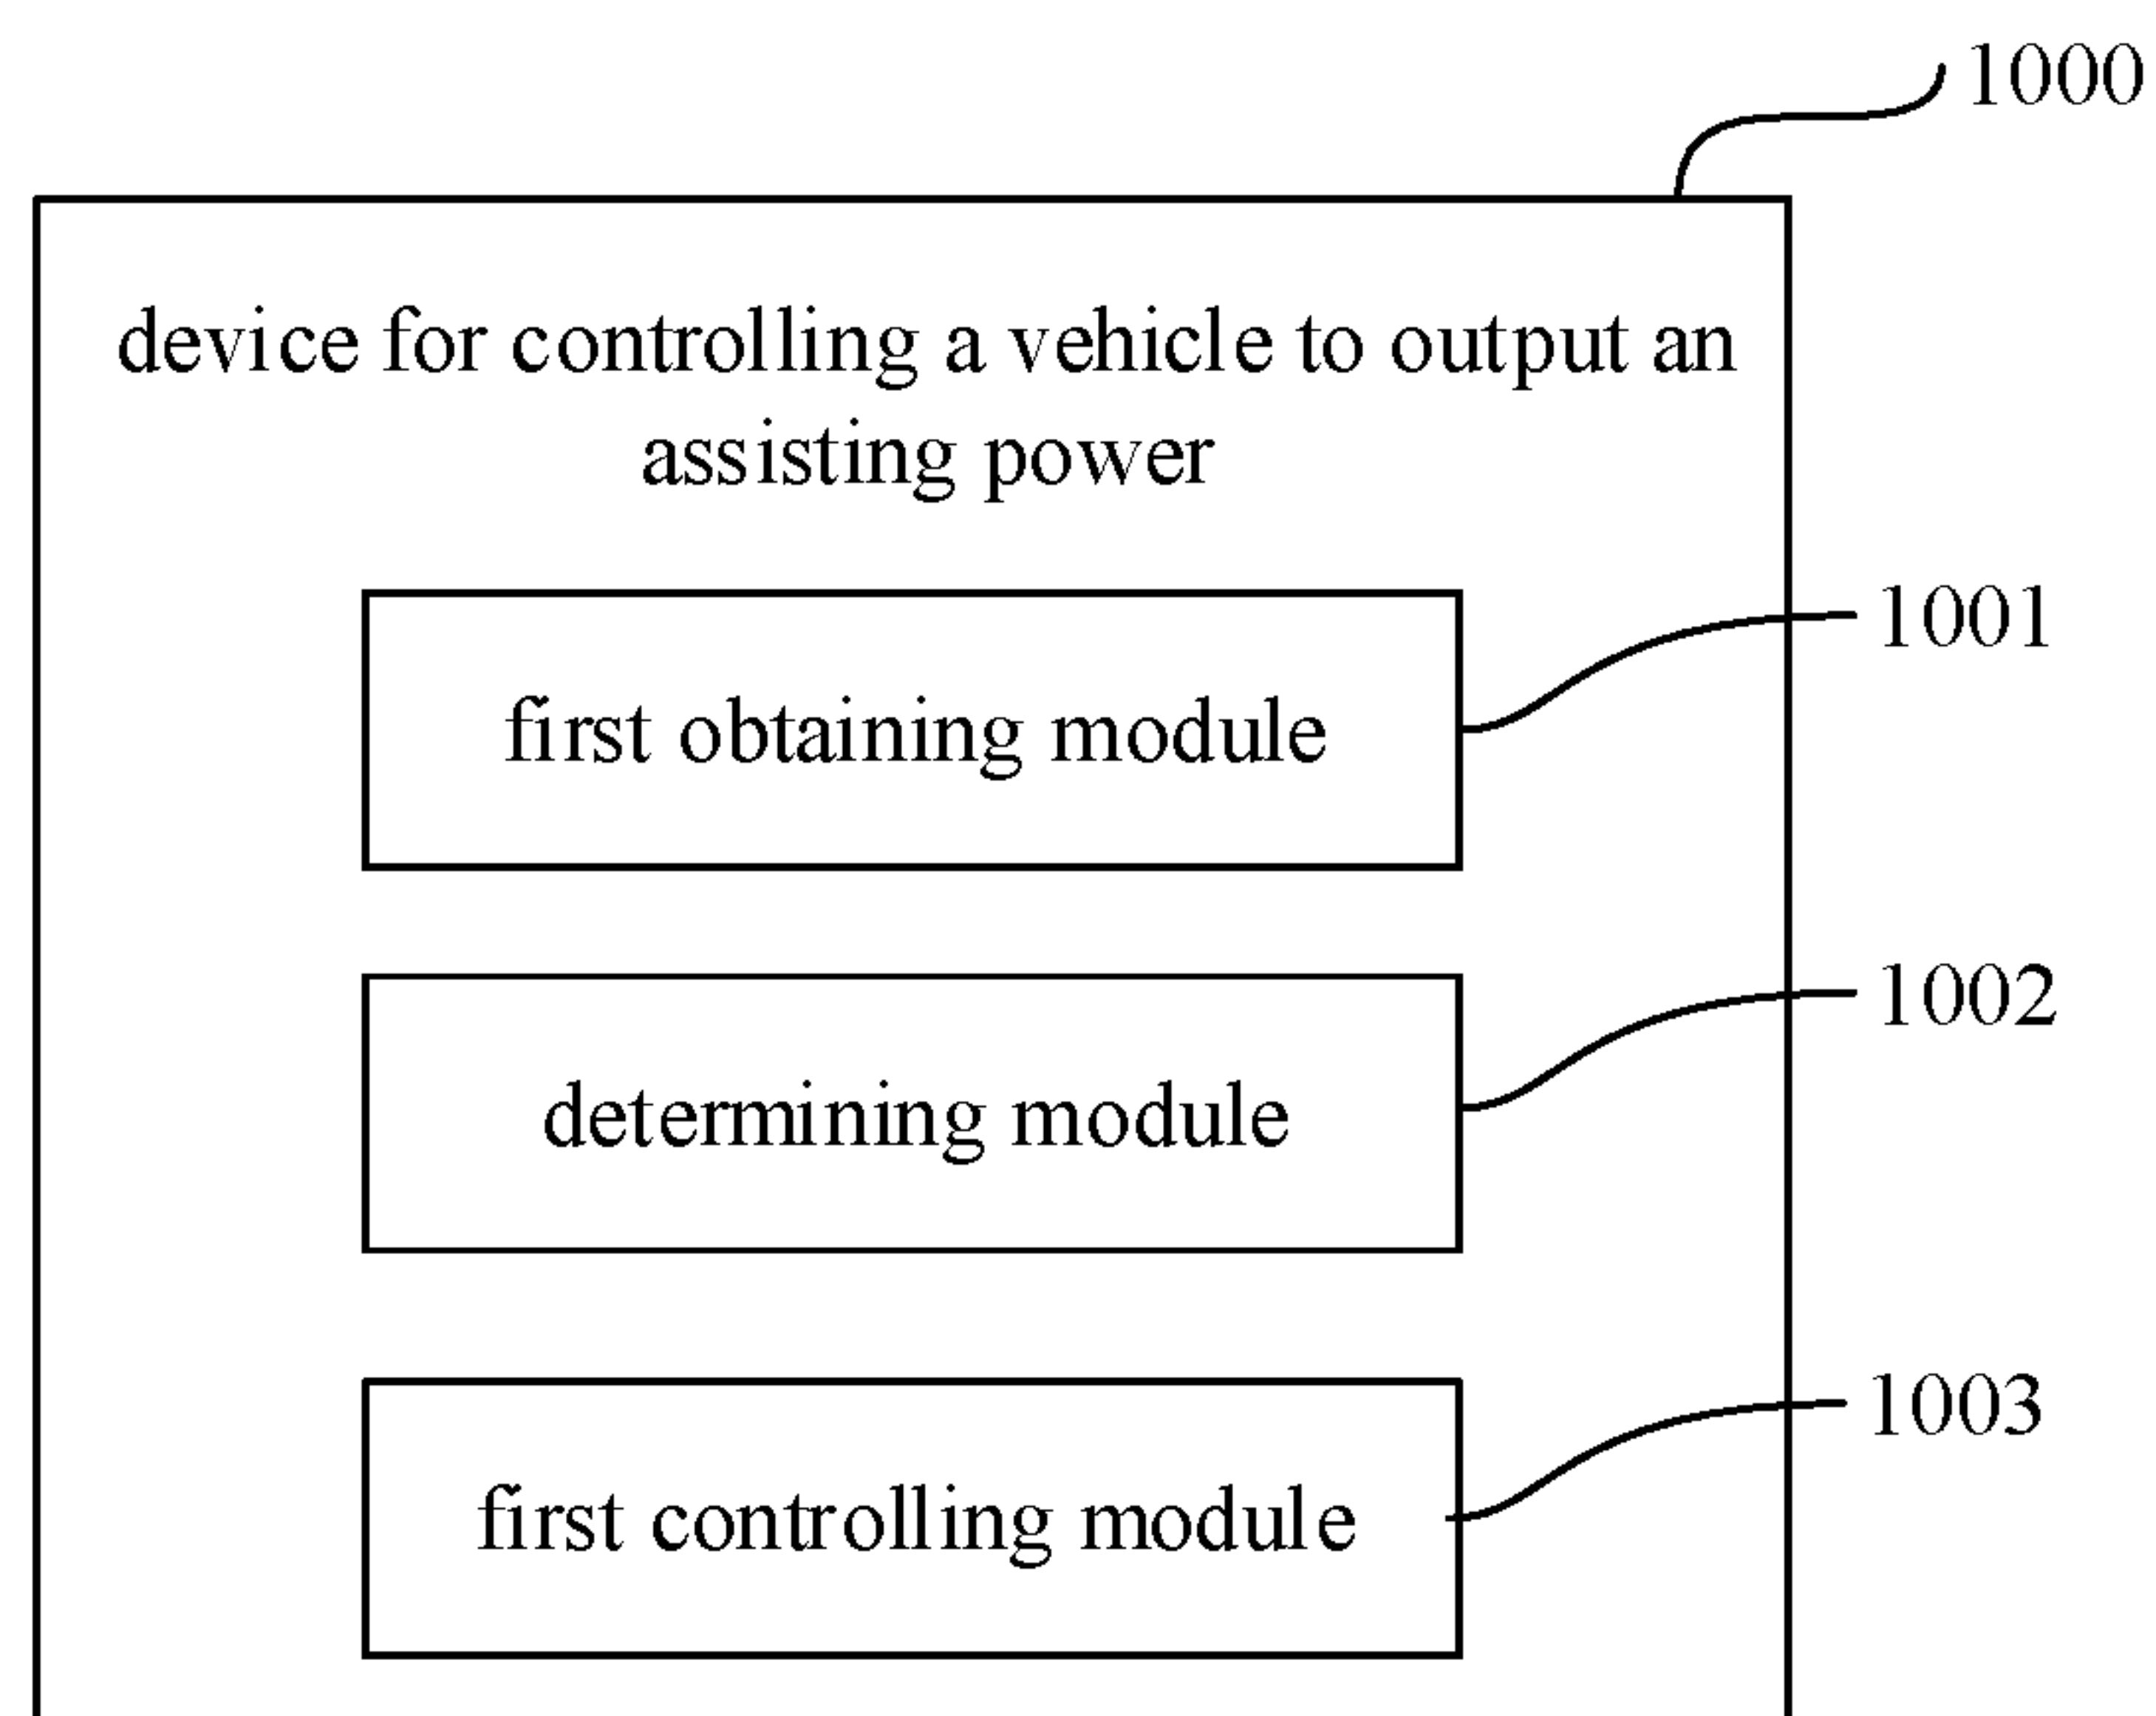 1000
device for controlling a vehicle to output an
assisting power
1001
first obtaining module
1002
determining module
1003
first controlling module